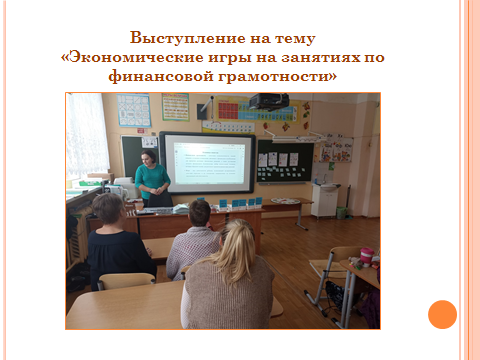 Выступление на тему
«Экономические игры на занятиях по
финансовой грамотности»